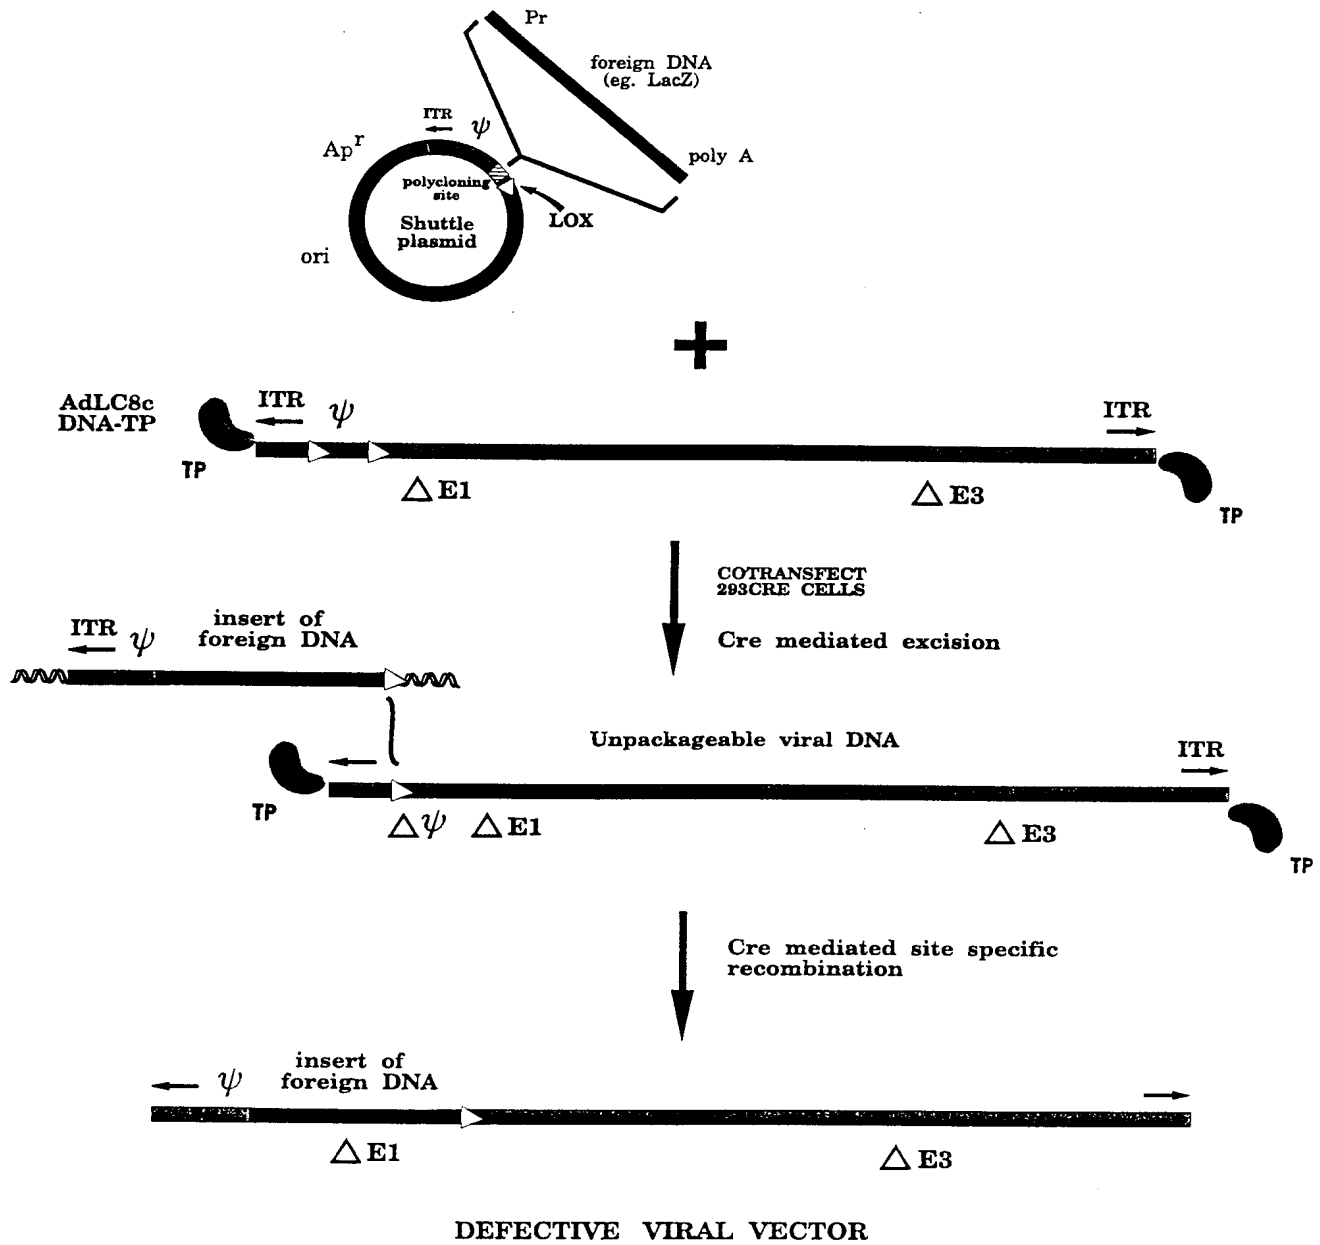 Pr
foreign DNA
(eg. LacZ)
ITR
ψ
Ap r
poly A
polycloning
site
LOX
Shuttle
plasmid
ori
+
AdLC8c
DNA-TP
ITR
ψ
ITR
TP
△ E1
△ E3
TP
COTRANSFECT
293CRE CELLS
Cre mediated excision
ITR
ψ
insert of
foreign DNA
Unpackageable viral DNA
ITR
TP
△ ψ
△ E1
△ E3
TP
Cre mediated site specific
recombination
ψ
insert of
foreign DNA
△ E1
△ E3
DEFECTIVE VIRAL VECTOR